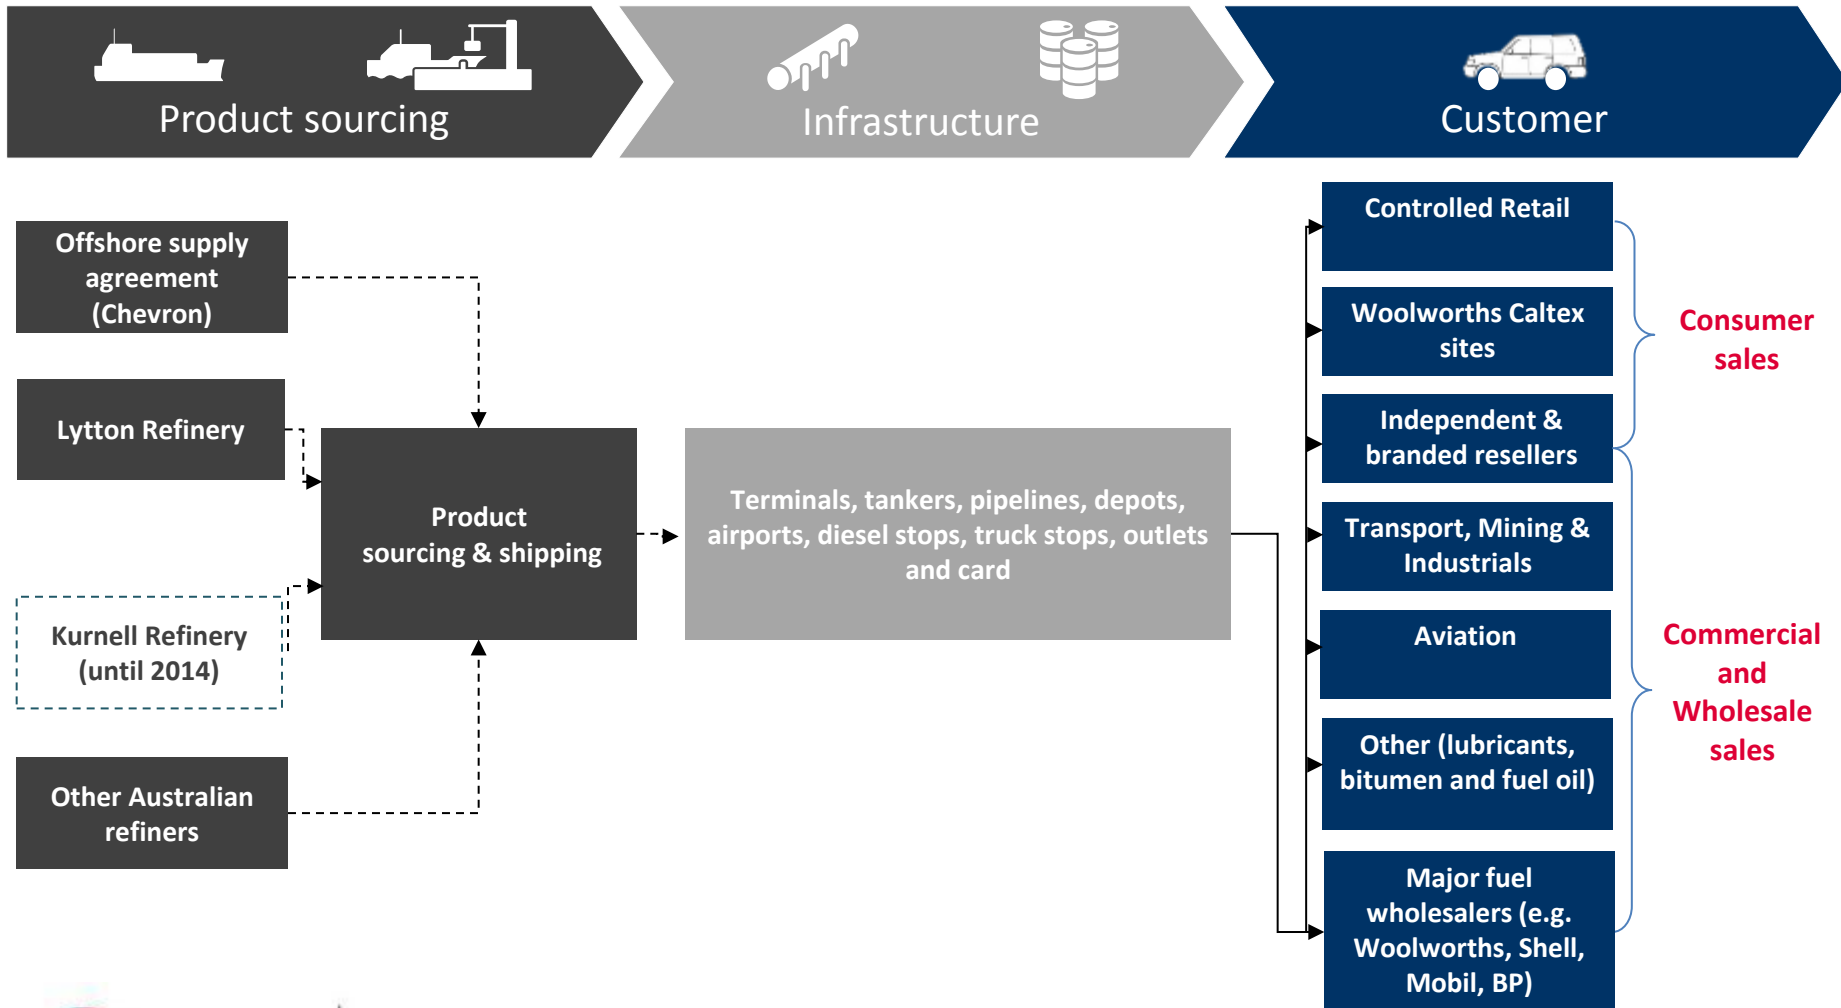 Product sourcing
Infrastructure
Customer
Offshore supply
agreement
(Chevron)
Lytton Refinery
Kurnell Refinery
(until 2014)
Other Australian
refiners
Product
sourcing & shipping
Terminals, tankers, pipelines, depots,
airports, diesel stops, truck stops, outlets
and card
Controlled Retail
Woolworths Caltex
sites
Independent &
branded resellers
Transport, Mining &
Industrials
Aviation
Other (lubricants,
bitumen and fuel oil)
Major fuel
wholesalers (e.g.
Woolworths, Shell,
Mobil, BP)
Consumer
sales
Commercial
and
Wholesale
sales